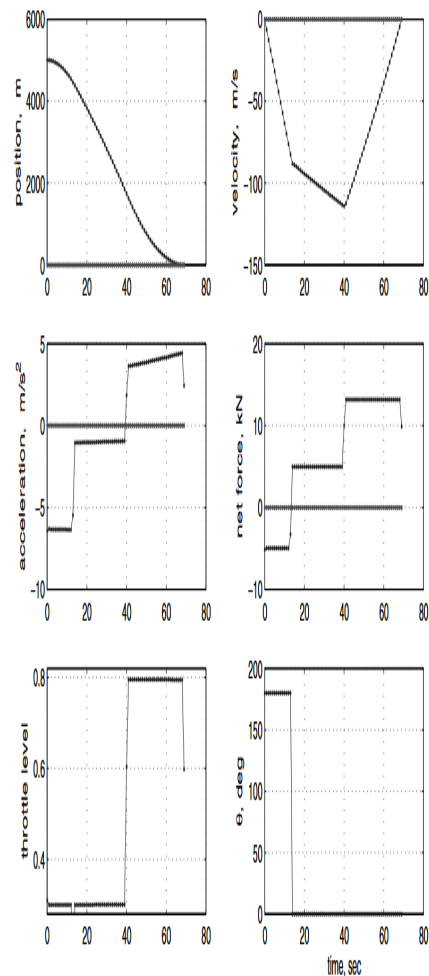 position, m
6000
4000
2000
0
0 20 40 60 80
velocity, m/s
0
−50
−100
−150
0 20 40 60 80
acceleration, m/s²
5
0
−5
−10
0 20 40 60 80
net force, kN
20
10
0
−10
0 20 40 60 80
throttle level
0.8
0.6
0.4
0 20 40 60 80
θ, deg
200
150
100
50
0
0 20 40 60 80
time, sec